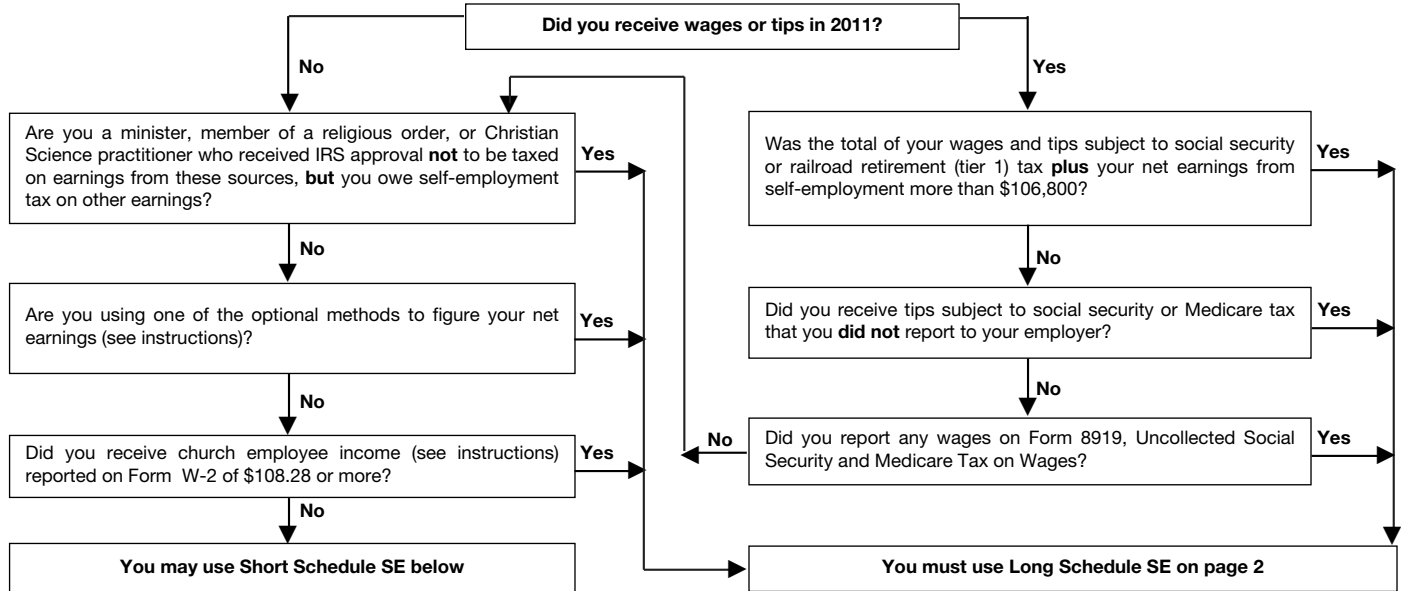 Did you receive wages or tips in 2011?
No
Yes
Are you a minister, member of a religious order, or Christian
Science practitioner who received IRS approval not to be taxed
on earnings from these sources, but you owe self-employment
tax on other earnings?
Yes
Was the total of your wages and tips subject to social security
or railroad retirement (tier 1) tax plus your net earnings from
self-employment more than $106,800?
Yes
No
No
Are you using one of the optional methods to figure your net
earnings (see instructions)?
Yes
Did you receive tips subject to social security or Medicare tax
that you did not report to your employer?
Yes
No
No
Did you receive church employee income (see instructions)
reported on Form W-2 of $108.28 or more?
Yes
No
Did you report any wages on Form 8919, Uncollected Social
Security and Medicare Tax on Wages?
Yes
No
You may use Short Schedule SE below
You must use Long Schedule SE on page 2